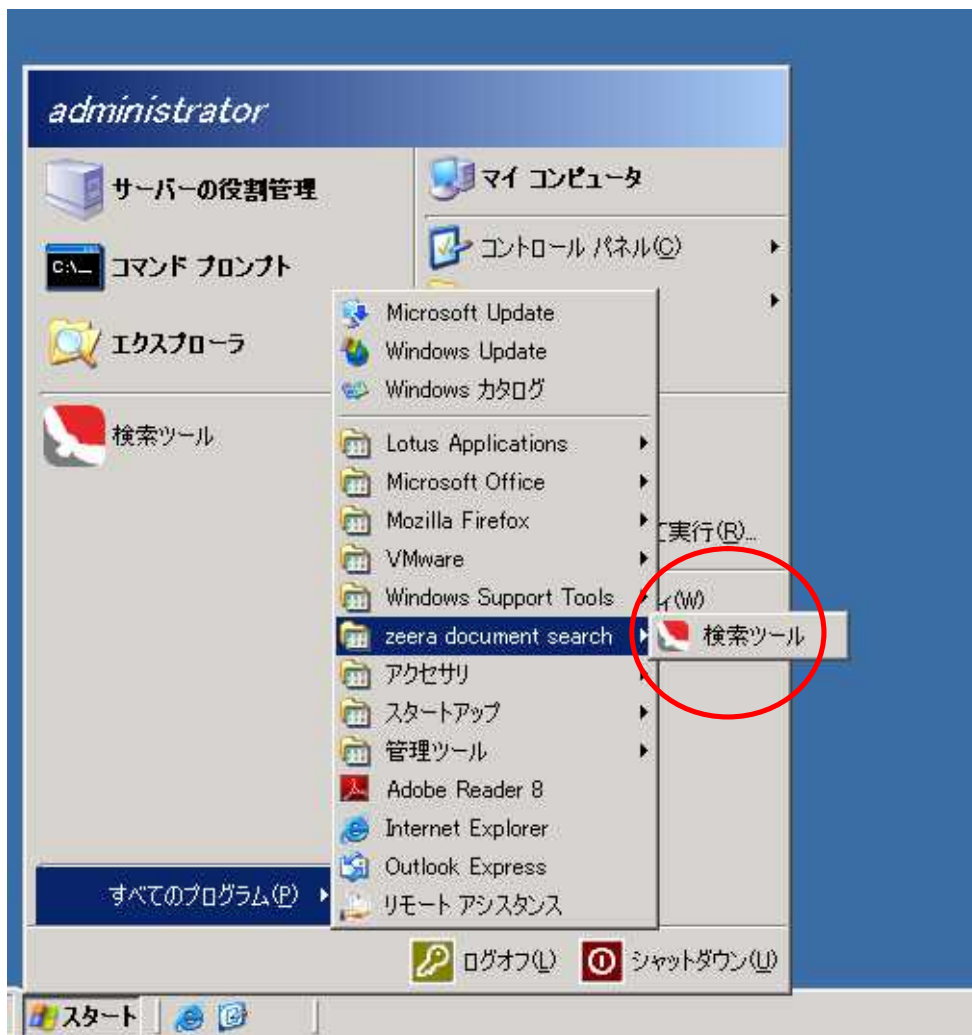 administrator
サーバーの役割管理
コマンド プロンプト
エクスプローラ
検索ツール
マイ コンピュータ
コントロール パネル(C)
Microsoft Update
Windows Update
Windows カタログ
Lotus Applications
Microsoft Office
Mozilla Firefox
VMware
Windows Support Tools
zeera document search
アクセサリ
スタートアップ
管理ツール
Adobe Reader 8
Internet Explorer
Outlook Express
リモート アシスタンス
実行(R)...
ィ(W)
検索ツール
すべてのプログラム(P)
ログオフ(L)
シャットダウン(U)
スタート